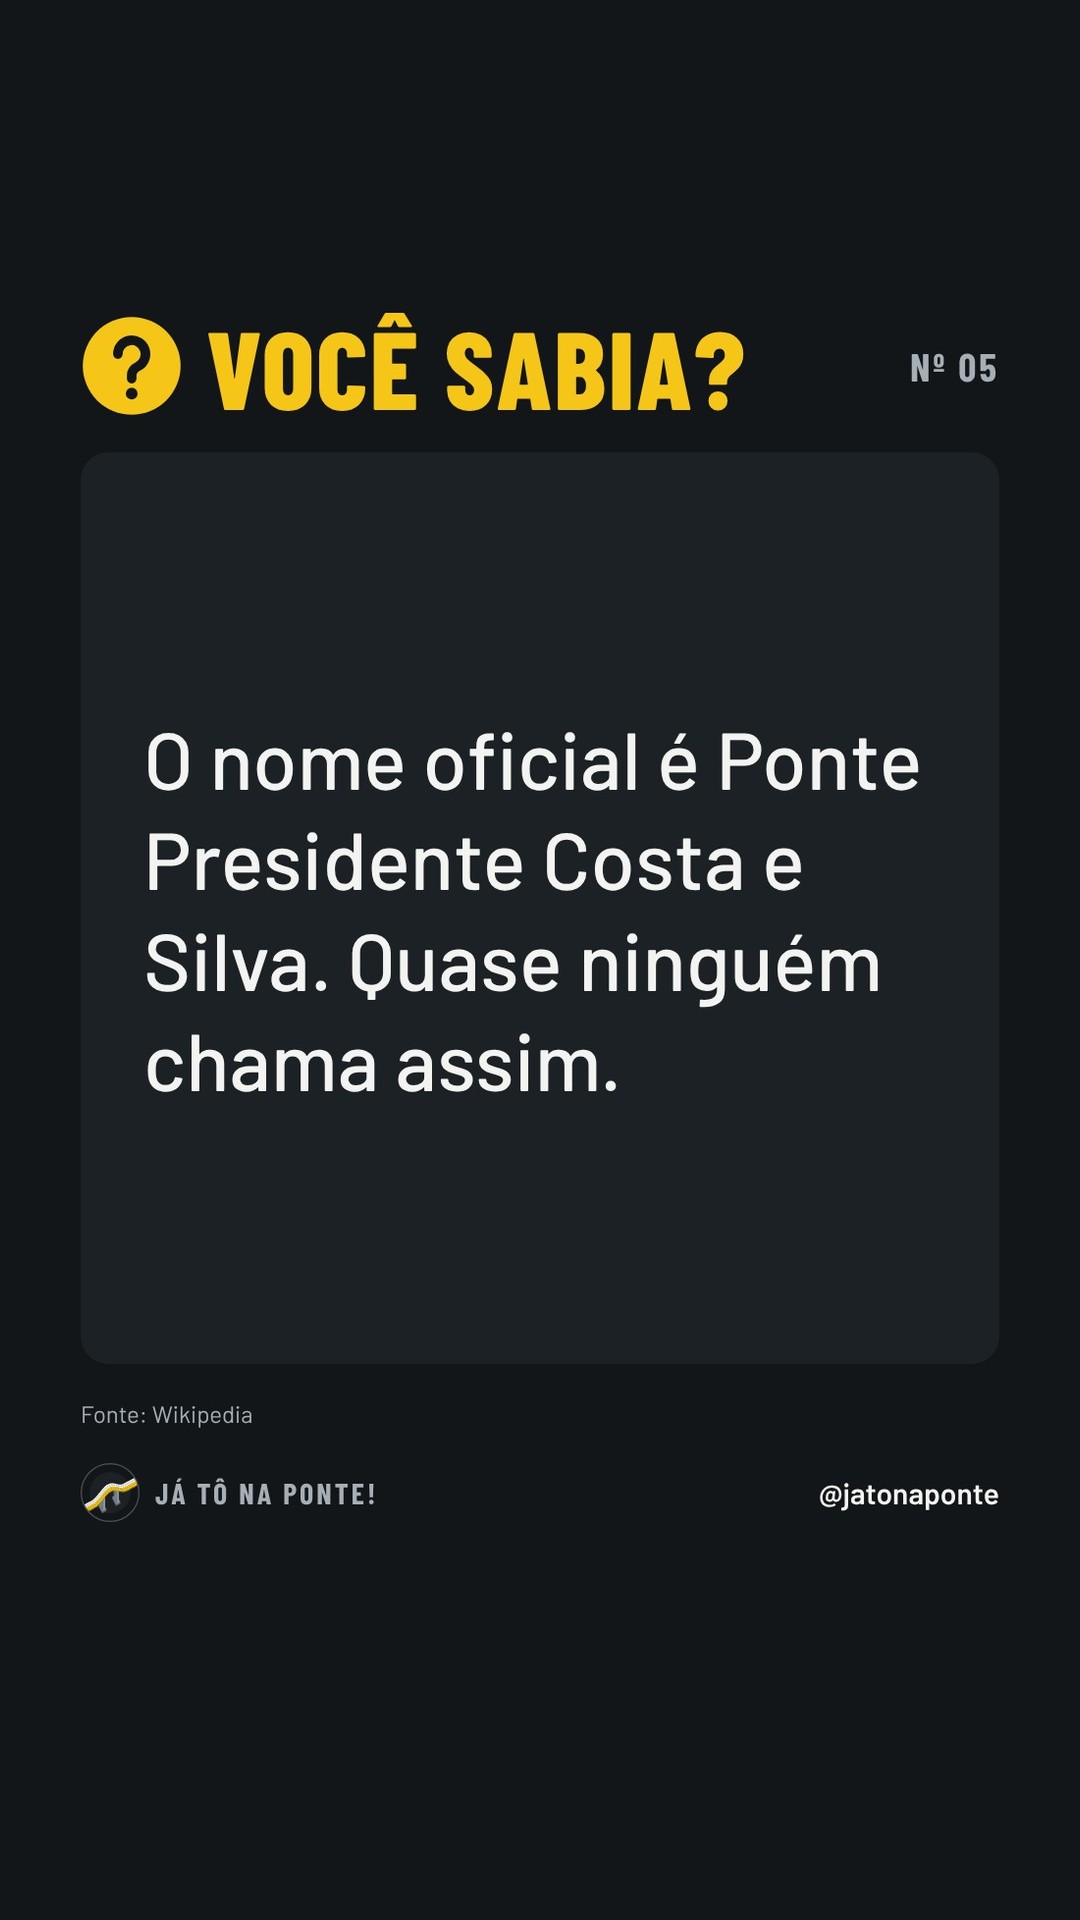 ? VOCÊ SABIA?
Nº 05
O nome oficial é Ponte
Presidente Costa e
Silva. Quase ninguém
chama assim.
Fonte: Wikipedia
JÁ TÔ NA PONTE!
@jatonaponte